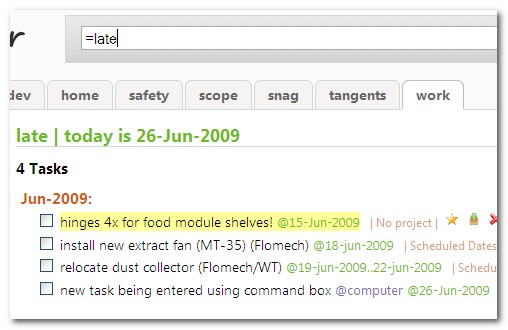 r
=late
dev home safety scope snag tangents work
late | today is 26-Jun-2009
4 Tasks
Jun-2009:
hinges 4x for food module shelves! @15-Jun-2009 | No project |
install new extract fan (MT-35) (Flomech) @18-jun-2009 | Scheduled Dates
relocate dust collector (Flomech/WT) @19-jun-2009..22-jun-2009 | Schedu
new task being entered using command box @computer @26-Jun-2009